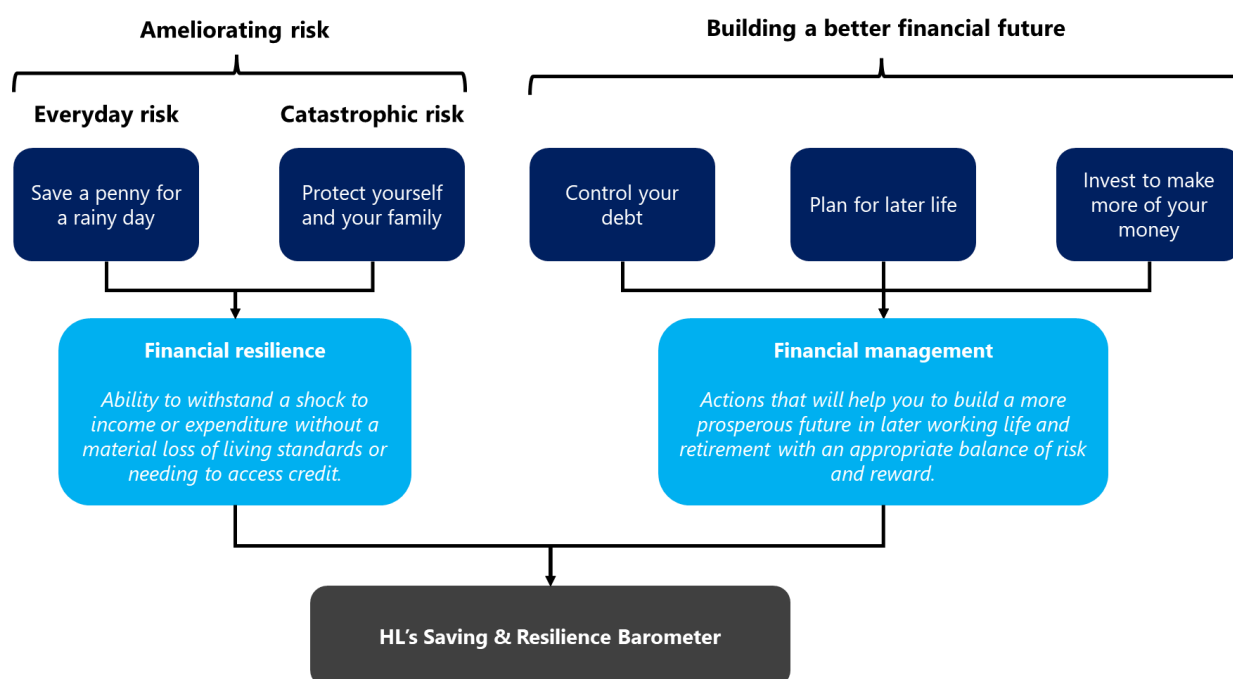 Ameliorating risk
Building a better financial future
Everyday risk
Catastrophic risk
Save a penny for
a rainy day
Protect yourself
and your family
Control your
debt
Plan for later life
Invest to make
more of your
money
Financial resilience
Ability to withstand a shock to
income or expenditure without a
material loss of living standards or
needing to access credit.
Financial management
Actions that will help you to build a more
prosperous future in later working life and
retirement with an appropriate balance of risk
and reward.
HL’s Saving & Resilience Barometer